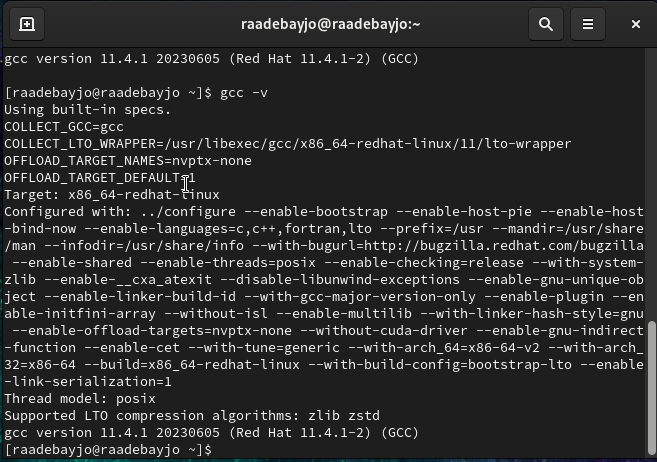 raadebayjo@raadebayjo:~
gcc version 11.4.1 20230605 (Red Hat 11.4.1-2) (GCC)
[raadebayjo@raadebayjo ~]$ gcc -v
Using built-in specs.
COLLECT_GCC=gcc
COLLECT_LTO_WRAPPER=/usr/libexec/gcc/x86_64-redhat-linux/11/lto-wrapper
OFFLOAD_TARGET_NAMES=nvptx-none
OFFLOAD_TARGET_DEFAULT=1
Target: x86_64-redhat-linux
Configured with: ../configure --enable-bootstrap --enable-host-pie --enable-host
-bind-now --enable-languages=c,c++,fortran,lto --prefix=/usr --mandir=/usr/share
/man --infodir=/usr/share/info --with-bugurl=http://bugzilla.redhat.com/bugzilla
 --enable-shared --enable-threads=posix --enable-checking=release --with-system-
zlib --enable-__cxa_atexit --disable-libunwind-exceptions --enable-gnu-unique-ob
ject --enable-linker-build-id --with-gcc-major-version-only --enable-plugin --en
able-initfini-array --without-isl --enable-multilib --with-linker-hash-style=gnu
 --enable-offload-targets=nvptx-none --without-cuda-driver --enable-gnu-indirect
-function --enable-cet --with-tune=generic --with-arch_64=x86-64-v2 --with-arch_
32=x86-64 --build=x86_64-redhat-linux --with-build-config=bootstrap-lto --enable
-link-serialization=1
Thread model: posix
Supported LTO compression algorithms: zlib zstd
gcc version 11.4.1 20230605 (Red Hat 11.4.1-2) (GCC)
[raadebayjo@raadebayjo ~]$